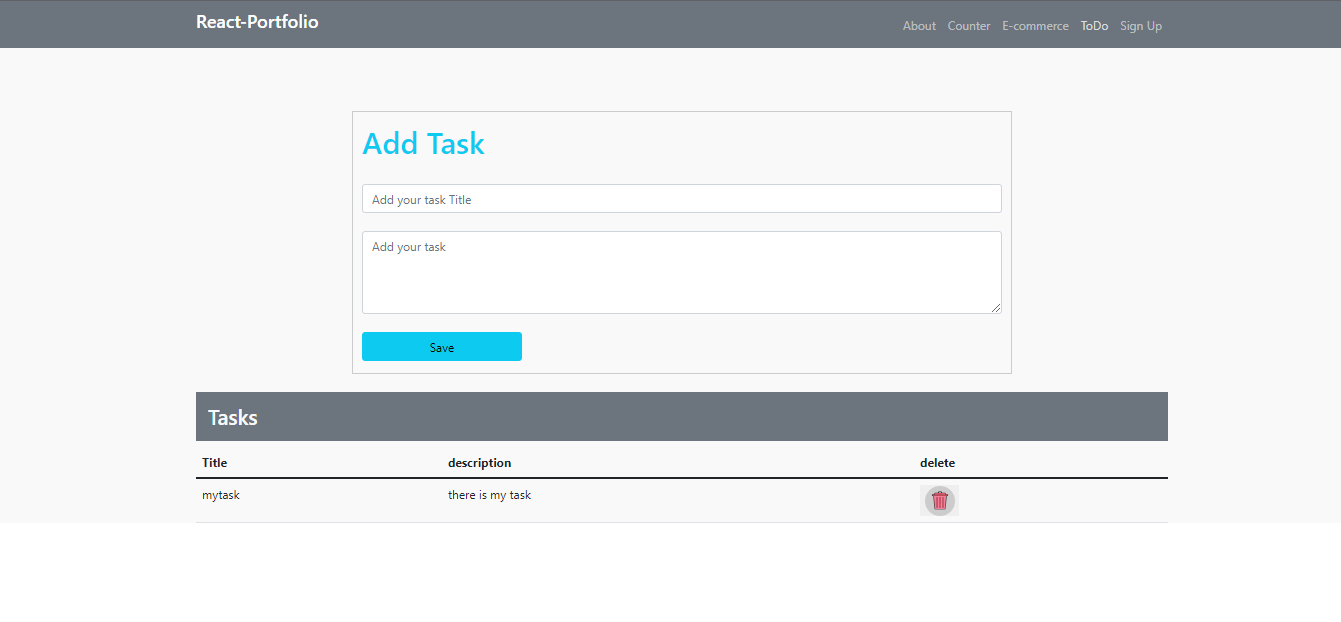 React-Portfolio
About Counter E-commerce ToDo Sign Up
Add Task
Add your task Title
Add your task
Save
Tasks
Title description delete
mytask there is my task